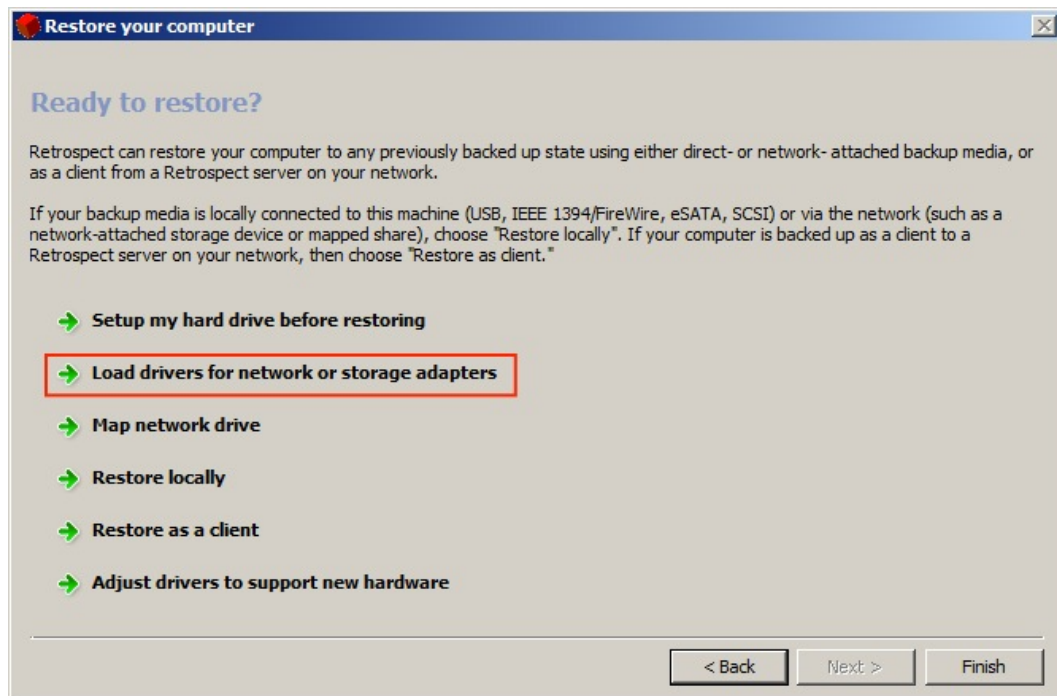 Restore your computer
Ready to restore?
Retrospect can restore your computer to any previously backed up state using either direct- or network- attached backup media, or
as a client from a Retrospect server on your network.
If your backup media is locally connected to this machine (USB, IEEE 1394/FireWire, eSATA, SCSI) or via the network (such as a
network-attached storage device or mapped share), choose "Restore locally". If your computer is backed up as a client to a
Retrospect server on your network, then choose "Restore as client."
Setup my hard drive before restoring
Load drivers for network or storage adapters
Map network drive
Restore locally
Restore as a client
Adjust drivers to support new hardware
< Back Next > Finish